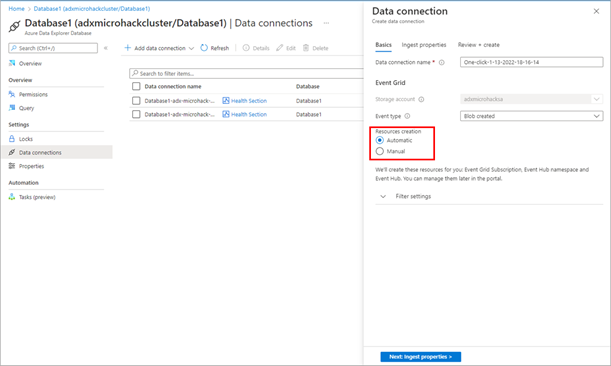 Home > Database1 (adxmicrohackcluster/Database1)
Database1 (adxmicrohackcluster/Database1) | Data connections ...
Azure Data Explorer Database
Search (Ctrl+/) «
Overview
Overview
Permissions
Query
Settings
Locks
Data connections
Properties
Automation
Tasks (preview)
+ Add data connection Refresh Details Edit Delete
Search to filter items...
Data connection name Database
Database1-adx-microhack-... Health Section Database1
Database1-adx-microhack-... Health Section Database1
Data connection
Create data connection
Basics Ingest properties Review + create
Data connection name * One-click-1-13-2022-18-16-14
Event Grid
Storage account adxmicrohacksa
Event type Blob created
Resources creation
Automatic
Manual
We'll create these resources for you: Event Grid Subscription, Event Hub namespace and
Event Hub. You can manage them later in the portal.
Filter settings
Next: Ingest properties >